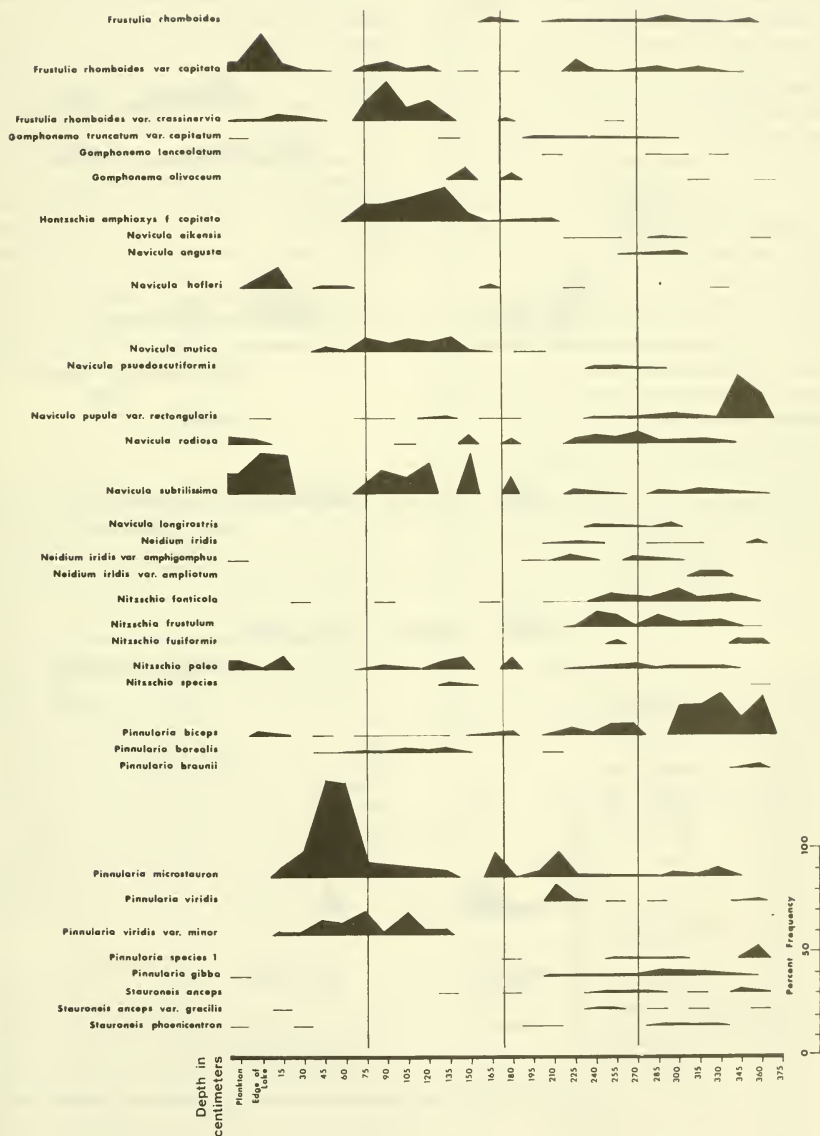 Frustulia rhomboides
Frustulia rhomboides var capitata
Frustulia rhomboides var. crassinervia
Gomphonema truncatum var. capitatum
Gomphonema lanceolatum
Gomphonema olivaceum
Hantzschia amphioxys f capitata
Navicula aikensis
Navicula angusta
Navicula hofleri
Navicula mutica
Navicula psuedoscutiformis
Navicula pupula var. rectangularis
Navicula radiosa
Navicula subtilissima
Navicula longirostris
Neidium iridis
Neidium iridis var amphigomphus
Neidium iridis var. ampliatum
Nitzschia fonticola
Nitzschia frustulum
Nitzschia fusiformis
Nitzschia palea
Nitzschia species
Pinnularia biceps
Pinnularia borealis
Pinnularia braunii
Pinnularia microstauron
Pinnularia viridis
Pinnularia viridis var. minor
Pinnularia species 1
Pinnularia gibba
Stauroneis anceps
Stauroneis anceps var. gracilis
Stauroneis phoenicentron
Percent Frequency
100
50
0
Depth in
centimeters
Plankton
Edge of
Lake
15
30
45
60
75
90
105
120
135
150
165
180
195
210
225
240
255
270
285
300
315
330
345
360
375